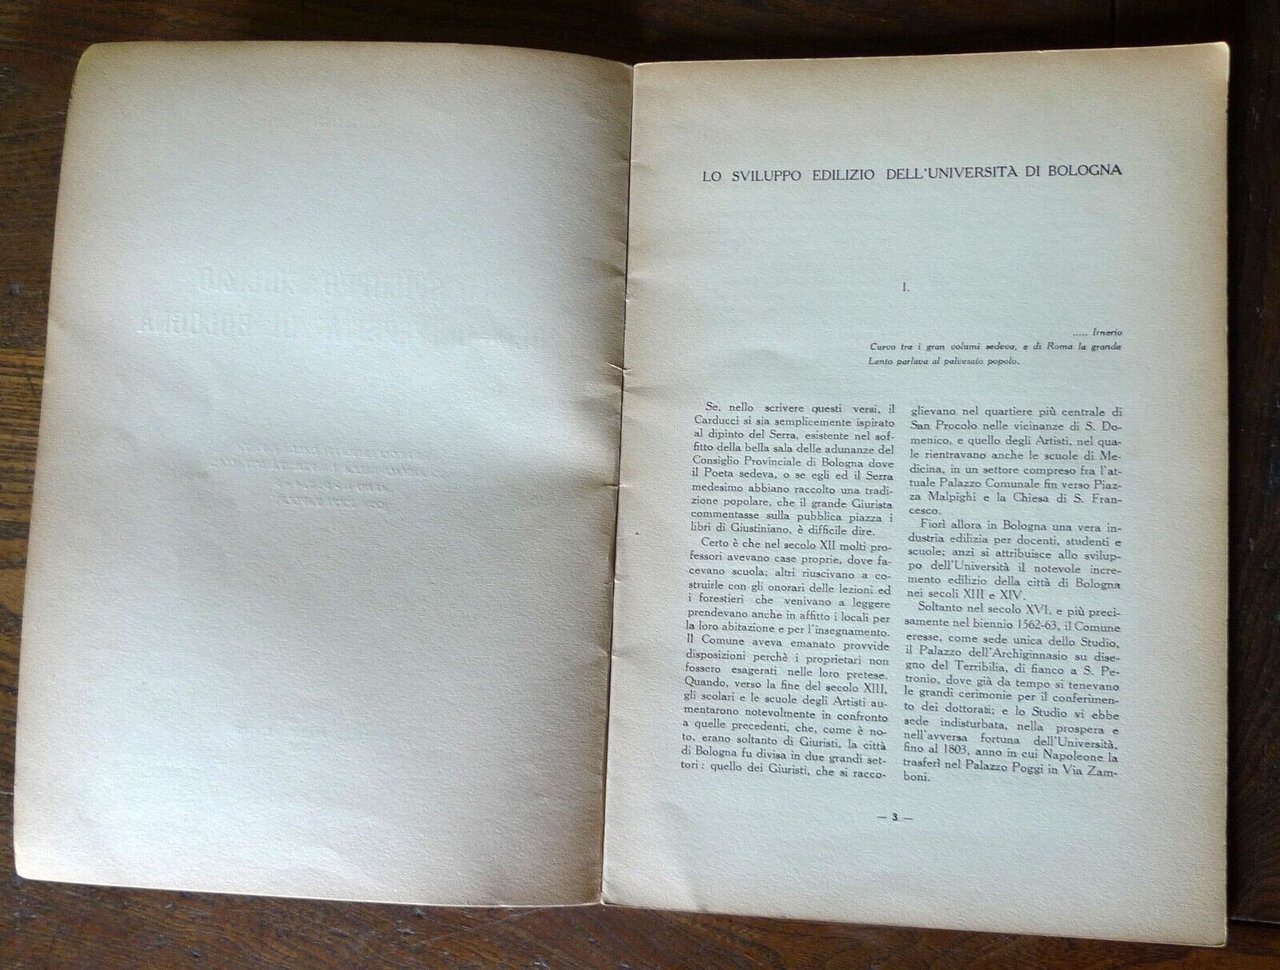 LO SVILUPPO EDILIZIO DELL'UNIVERSITÀ DI BOLOGNA
I.
..... Irnerio
Curvo tra i gran volumi sedeva, e di Roma la grande
Lento parlava al palvesato popolo.
Se, nello scrivere questi versi, il
Carducci si sia semplicemente ispirato
al dipinto del Serra, esistente nel sof-
fitto della bella sala delle adunanze del
Consiglio Provinciale di Bologna dove
il Poeta sedeva, o se egli ed il Serra
medesimo abbiano raccolto una tradi-
zione popolare, che il grande Giurista
commentasse sulla pubblica piazza i
libri di Giustiniano, è difficile dire.
Certo è che nel secolo XII molti pro-
fessori avevano case proprie, dove fa-
cevano scuola; altri riuscivano a co-
struirle con gli onorari delle lezioni ed
i forestieri che venivano a leggere
prendevano anche in affitto i locali per
la loro abitazione e per l'insegnamento.
Il Comune aveva emanato provvide
disposizioni perchè i proprietari non
fossero esagerati nelle loro pretese.
Quando, verso la fine del secolo XIII,
gli scolari e le scuole degli Artisti au-
mentarono notevolmente in confronto
a quelle precedenti, che, come è no-
to, erano soltanto di Giuristi, la città
di Bologna fu divisa in due grandi set-
tori: quello dei Giuristi, che si racco-
glievano nel quartiere più centrale di
San Procolo nelle vicinanze di S. Do-
menico, e quello degli Artisti, nel qua-
le rientravano anche le scuole di Me-
dicina, in un settore compreso fra l'at-
tuale Palazzo Comunale fin verso Piaz-
za Malpighi e la Chiesa di S. Fran-
cesco.
Fiorì allora in Bologna una vera in-
dustria edilizia per docenti, studenti e
scuole; anzi si attribuisce allo svilup-
po dell'Università il notevole incre-
mento edilizio della città di Bologna
nei secoli XIII e XIV.
Soltanto nel secolo XVI, e più preci-
samente nel biennio 1562-63, il Comune
eresse, come sede unica dello Studio,
il Palazzo dell'Archiginnasio su dise-
gno del Terribilia, di fianco a S. Pe-
tronio, dove già da tempo si tenevano
le grandi cerimonie per il conferimen-
to dei dottorati; e lo Studio vi ebbe
sede indisturbata, nella prospera e
nell'avversa fortuna dell'Università,
fino al 1803, anno in cui Napoleone la
trasferì nel Palazzo Poggi in Via Zam-
boni.
— 3 —